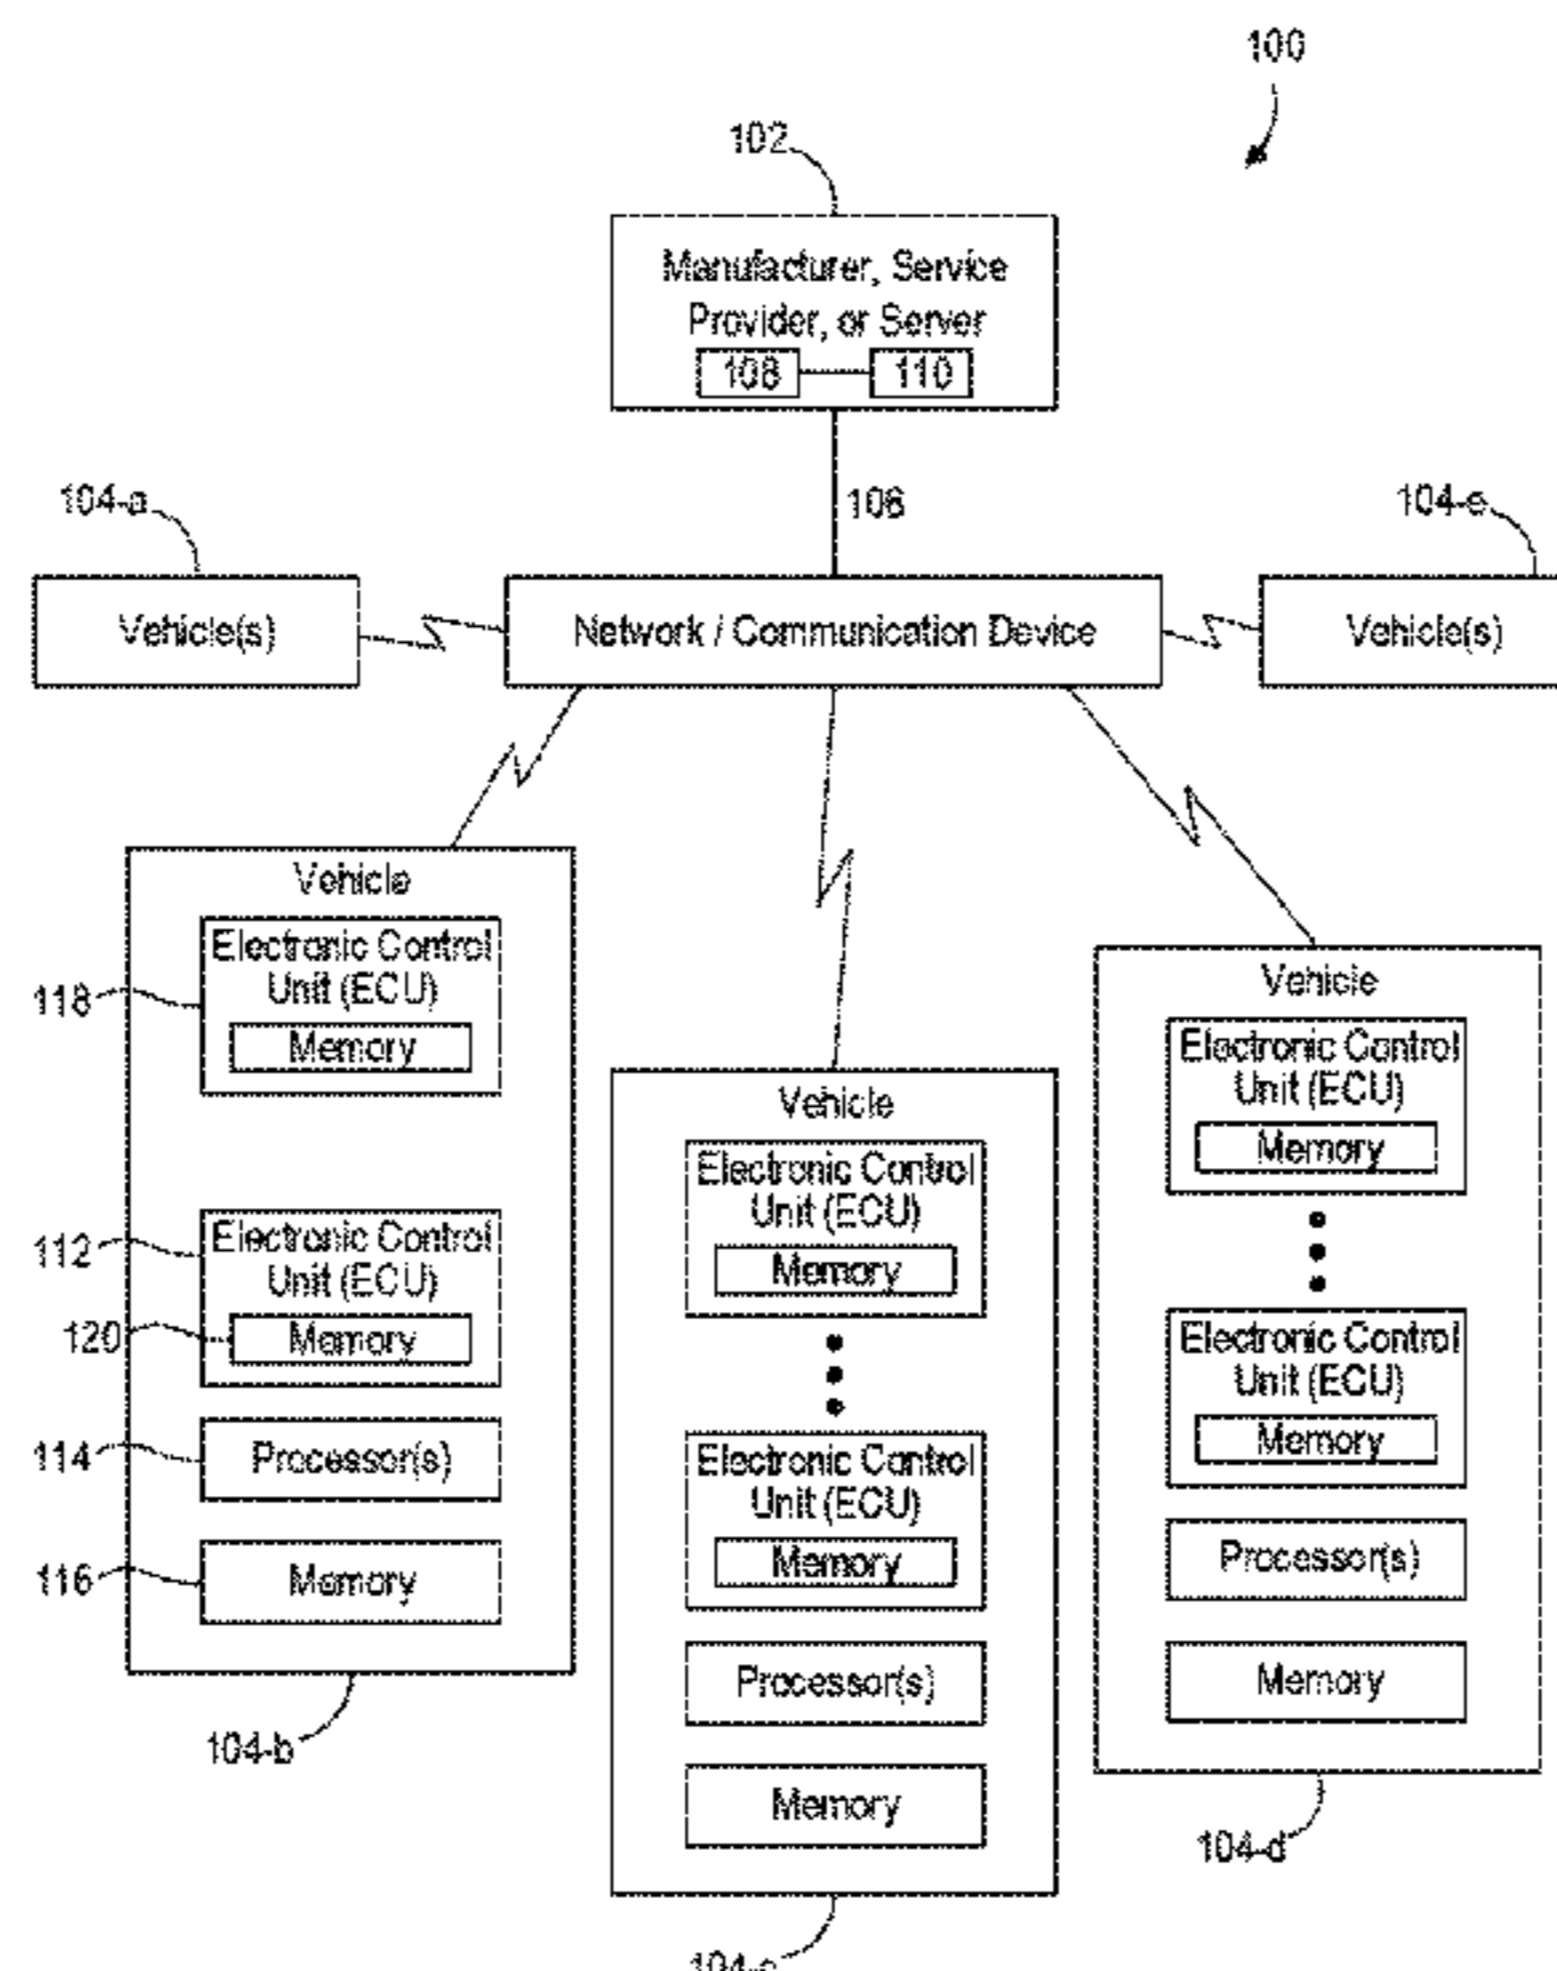 100
102
Manufacturer, Service
Provider, or Server
108
110
106
104-a
104-e
Vehicle(s)
Network / Communication Device
Vehicle(s)
Vehicle
Electronic Control
Unit (ECU)
Memory
118
Electronic Control
Unit (ECU)
Memory
112
120
Processor(s)
114
Memory
116
104-b
Vehicle
Electronic Control
Unit (ECU)
Memory
Electronic Control
Unit (ECU)
Memory
Processor(s)
Memory
104-c
Vehicle
Electronic Control
Unit (ECU)
Memory
Electronic Control
Unit (ECU)
Memory
Processor(s)
Memory
104-d